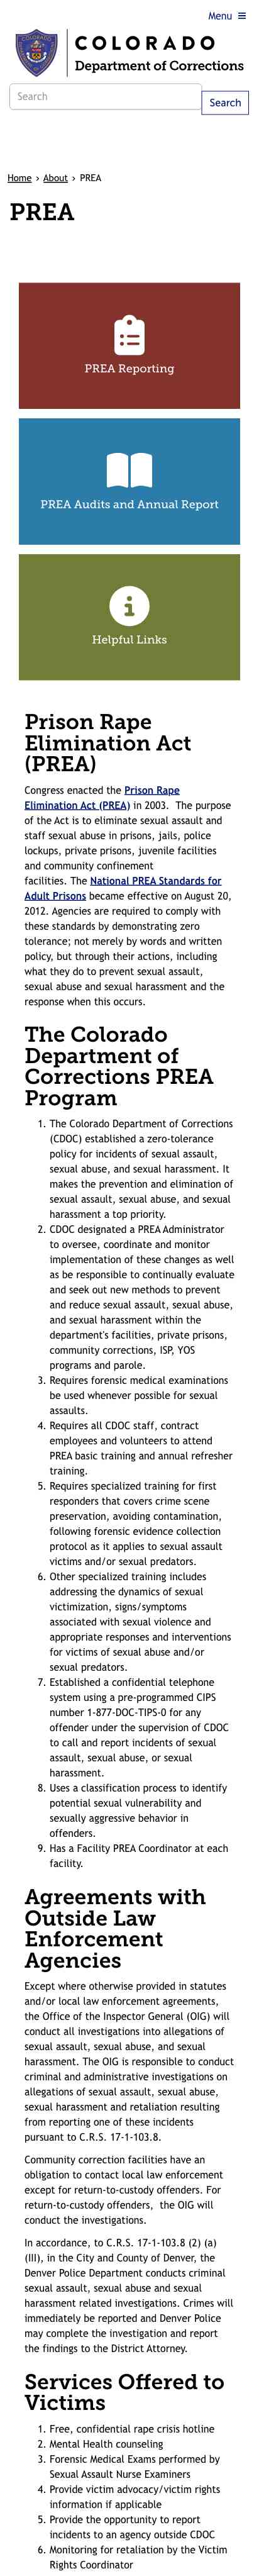 Menu
COLORADO
Department of Corrections
Search
Search
Home › About › PREA
PREA
PREA Reporting
PREA Audits and Annual Report
Helpful Links
Prison Rape
Elimination Act
(PREA)
Congress enacted the Prison Rape
Elimination Act (PREA) in 2003. The purpose
of the Act is to eliminate sexual assault and
staff sexual abuse in prisons, jails, police
lockups, private prisons, juvenile facilities
and community confinement
facilities. The National PREA Standards for
Adult Prisons became effective on August 20,
2012. Agencies are required to comply with
these standards by demonstrating zero
tolerance; not merely by words and written
policy, but through their actions, including
what they do to prevent sexual assault,
sexual abuse and sexual harassment and the
response when this occurs.
The Colorado
Department of
Corrections PREA
Program
1. The Colorado Department of Corrections
(CDOC) established a zero-tolerance
policy for incidents of sexual assault,
sexual abuse, and sexual harassment. It
makes the prevention and elimination of
sexual assault, sexual abuse, and sexual
harassment a top priority.
2. CDOC designated a PREA Administrator
to oversee, coordinate and monitor
implementation of these changes as well
as be responsible to continually evaluate
and seek out new methods to prevent
and reduce sexual assault, sexual abuse,
and sexual harassment within the
department's facilities, private prisons,
community corrections, ISP, YOS
programs and parole.
3. Requires forensic medical examinations
be used whenever possible for sexual
assaults.
4. Requires all CDOC staff, contract
employees and volunteers to attend
PREA basic training and annual refresher
training.
5. Requires specialized training for first
responders that covers crime scene
preservation, avoiding contamination,
following forensic evidence collection
protocol as it applies to sexual assault
victims and/or sexual predators.
6. Other specialized training includes
addressing the dynamics of sexual
victimization, signs/symptoms
associated with sexual violence and
appropriate responses and interventions
for victims of sexual abuse and/or
sexual predators.
7. Established a confidential telephone
system using a pre-programmed CIPS
number 1-877-DOC-TIPS-0 for any
offender under the supervision of CDOC
to call and report incidents of sexual
assault, sexual abuse, or sexual
harassment.
8. Uses a classification process to identify
potential sexual vulnerability and
sexually aggressive behavior in
offenders.
9. Has a Facility PREA Coordinator at each
facility.
Agreements with
Outside Law
Enforcement
Agencies
Except where otherwise provided in statutes
and/or local law enforcement agreements,
the Office of the Inspector General (OIG) will
conduct all investigations into allegations of
sexual assault, sexual abuse, and sexual
harassment. The OIG is responsible to conduct
criminal and administrative investigations on
allegations of sexual assault, sexual abuse,
sexual harassment and retaliation resulting
from reporting one of these incidents
pursuant to C.R.S. 17-1-103.8.
Community correction facilities have an
obligation to contact local law enforcement
except for return-to-custody offenders. For
return-to-custody offenders, the OIG will
conduct the investigations.
In accordance, to C.R.S. 17-1-103.8 (2) (a)
(III), in the City and County of Denver, the
Denver Police Department conducts criminal
sexual assault, sexual abuse and sexual
harassment related investigations. Crimes will
immediately be reported and Denver Police
may complete the investigation and report
the findings to the District Attorney.
Services Offered to
Victims
1. Free, confidential rape crisis hotline
2. Mental Health counseling
3. Forensic Medical Exams performed by
Sexual Assault Nurse Examiners
4. Provide victim advocacy/victim rights
information if applicable
5. Provide the opportunity to report
incidents to an agency outside CDOC
6. Monitoring for retaliation by the Victim
Rights Coordinator